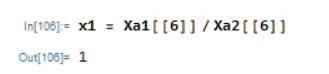 In[106]:= x1 = Xa1[[6]] / Xa2[[6]]
Out[106]= 1